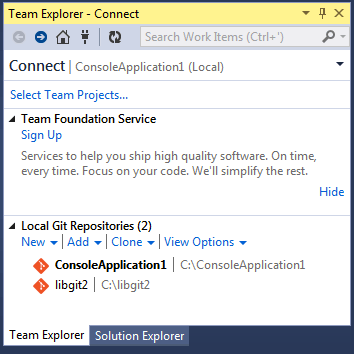 Team Explorer - Connect
Search Work Items (Ctrl+')
Connect | ConsoleApplication1 (Local)
Select Team Projects...
Team Foundation Service
Sign Up
Services to help you ship high quality software. On time,
every time. Focus on your code. We'll simplify the rest.
Hide
Local Git Repositories (2)
New | Add | Clone | View Options
ConsoleApplication1 | C:\ConsoleApplication1
libgit2 | C:\libgit2
Team Explorer Solution Explorer